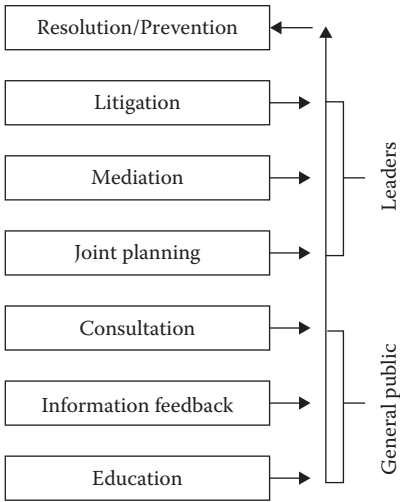 Resolution/Prevention
Litigation
Mediation
Joint planning
Consultation
Information feedback
Education
Leaders
General public